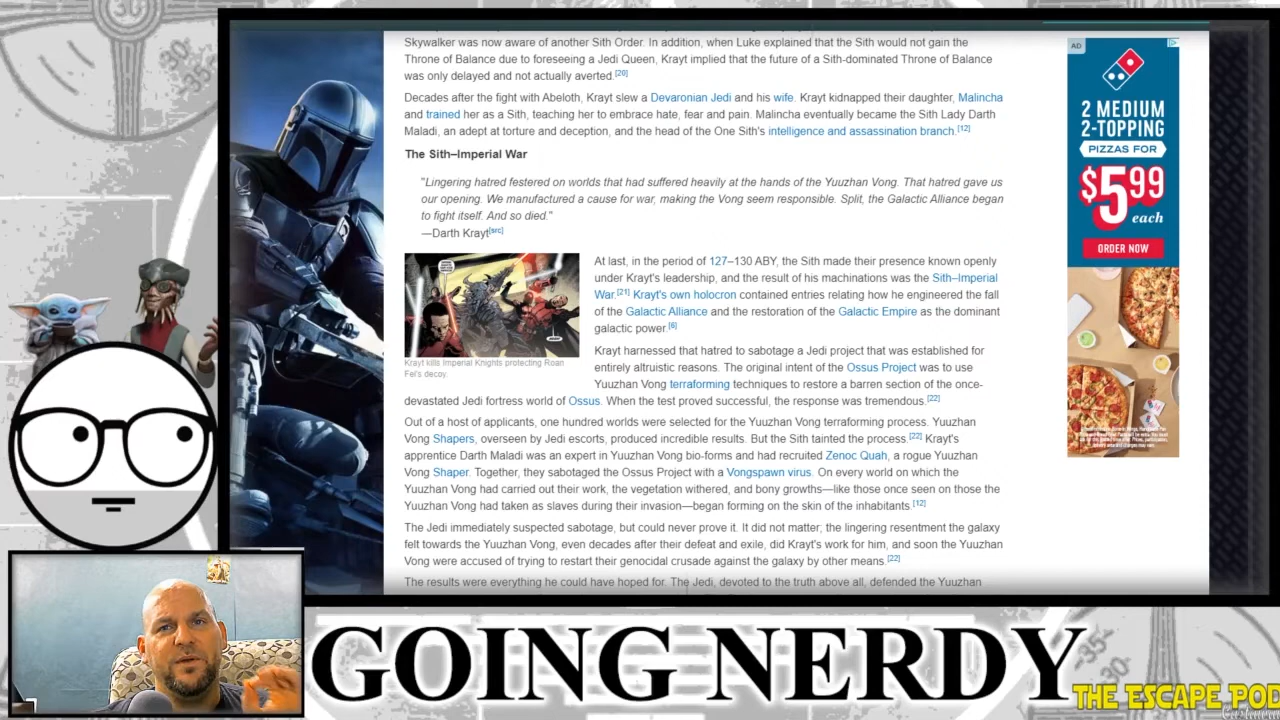 Skywalker was now aware of another Sith Order. In addition, when Luke explained that the Sith would not gain the
Throne of Balance due to foreseeing a Jedi Queen, Krayt implied that the future of a Sith-dominated Throne of Balance
was only delayed and not actually averted.[20]
Decades after the fight with Abeloth, Krayt slew a Devaronian Jedi and his wife. Krayt kidnapped their daughter, Malincha
and trained her as a Sith, teaching her to embrace hate, fear and pain. Malincha eventually became the Sith Lady Darth
Maladi, an adept at torture and deception, and the head of the One Sith's intelligence and assassination branch.[12]
The Sith–Imperial War
"Lingering hatred festered on worlds that had suffered heavily at the hands of the Yuuzhan Vong. That hatred gave us
our opening. We manufactured a cause for war, making the Vong seem responsible. Split, the Galactic Alliance began
to fight itself. And so died."
—Darth Krayt[src]
At last, in the period of 127–130 ABY, the Sith made their presence known openly
under Krayt's leadership, and the result of his machinations was the Sith–Imperial
War.[21] Krayt's own holocron contained entries relating how he engineered the fall
of the Galactic Alliance and the restoration of the Galactic Empire as the dominant
galactic power.[6]
Krayt kills Imperial Knights protecting Roan
Fel's decoy.
Krayt harnessed that hatred to sabotage a Jedi project that was established for
entirely altruistic reasons. The original intent of the Ossus Project was to use
Yuuzhan Vong terraforming techniques to restore a barren section of the once-
devastated Jedi fortress world of Ossus. When the test proved successful, the response was tremendous.[22]
Out of a host of applicants, one hundred worlds were selected for the Yuuzhan Vong terraforming process. Yuuzhan
Vong Shapers, overseen by Jedi escorts, produced incredible results. But the Sith tainted the process.[22] Krayt's
apprentice Darth Maladi was an expert in Yuuzhan Vong bio-forms and had recruited Zenoc Quah, a rogue Yuuzhan
Vong Shaper. Together, they sabotaged the Ossus Project with a Vongspawn virus. On every world on which the
Yuuzhan Vong had carried out their work, the vegetation withered, and bony growths—like those once seen on those the
Yuuzhan Vong had taken as slaves during their invasion—began forming on the skin of the inhabitants.[12]
The Jedi immediately suspected sabotage, but could never prove it. It did not matter; the lingering resentment the galaxy
felt towards the Yuuzhan Vong, even decades after their defeat and exile, did Krayt's work for him, and soon the Yuuzhan
Vong were accused of trying to restart their genocidal crusade against the galaxy by other means.[22]
The results were everything he could have hoped for. The Jedi, devoted to the truth above all, defended the Yuuzhan
AD
2 MEDIUM
2-TOPPING
PIZZAS FOR
$5.99
each
ORDER NOW
GOING NERDY
THE ESCAPE POD